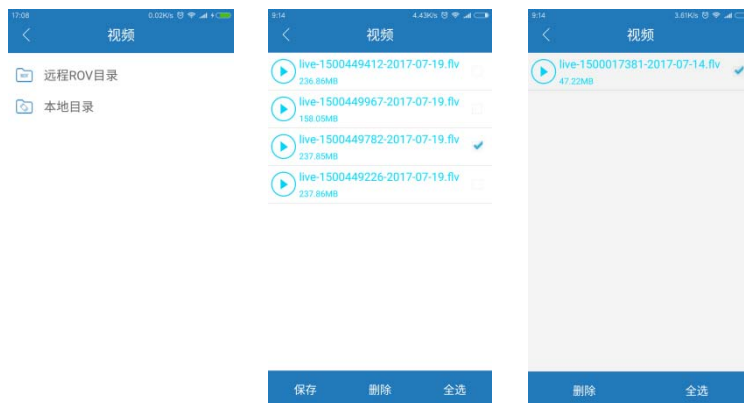 17:08 0.02K/s
视频
远程ROV目录
本地目录
9:14 4.43K/s
视频
live-1500449412-2017-07-19.flv
236.86MB
live-1500449967-2017-07-19.flv
158.05MB
live-1500449782-2017-07-19.flv
237.85MB
live-1500449226-2017-07-19.flv
237.86MB
保存 删除 全选
9:14 3.81K/s
视频
live-1500017381-2017-07-14.flv
47.22MB
删除 全选